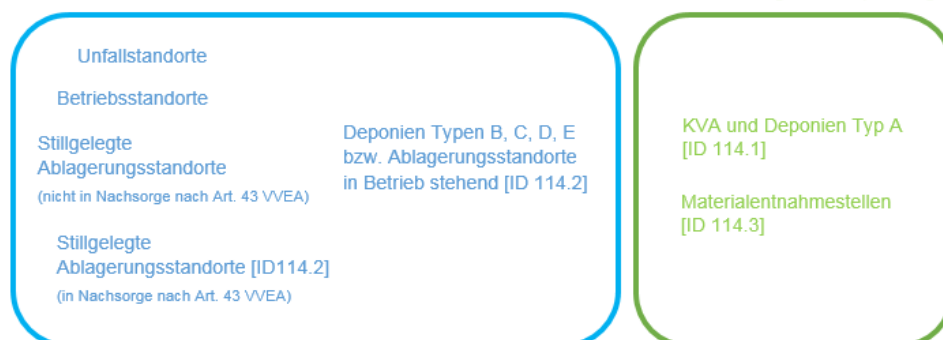 Unfallstandorte
Betriebsstandorte
Stillgelegte
Ablagerungsstandorte
(nicht in Nachsorge nach Art. 43 VVEA)
Stillgelegte
Ablagerungsstandorte [ID114.2]
(in Nachsorge nach Art. 43 VVEA)
Deponien Typen B, C, D, E
bzw. Ablagerungsstandorte
in Betrieb stehend [ID 114.2]
KVA und Deponien Typ A
[ID 114.1]
Materialentnahmestellen
[ID 114.3]